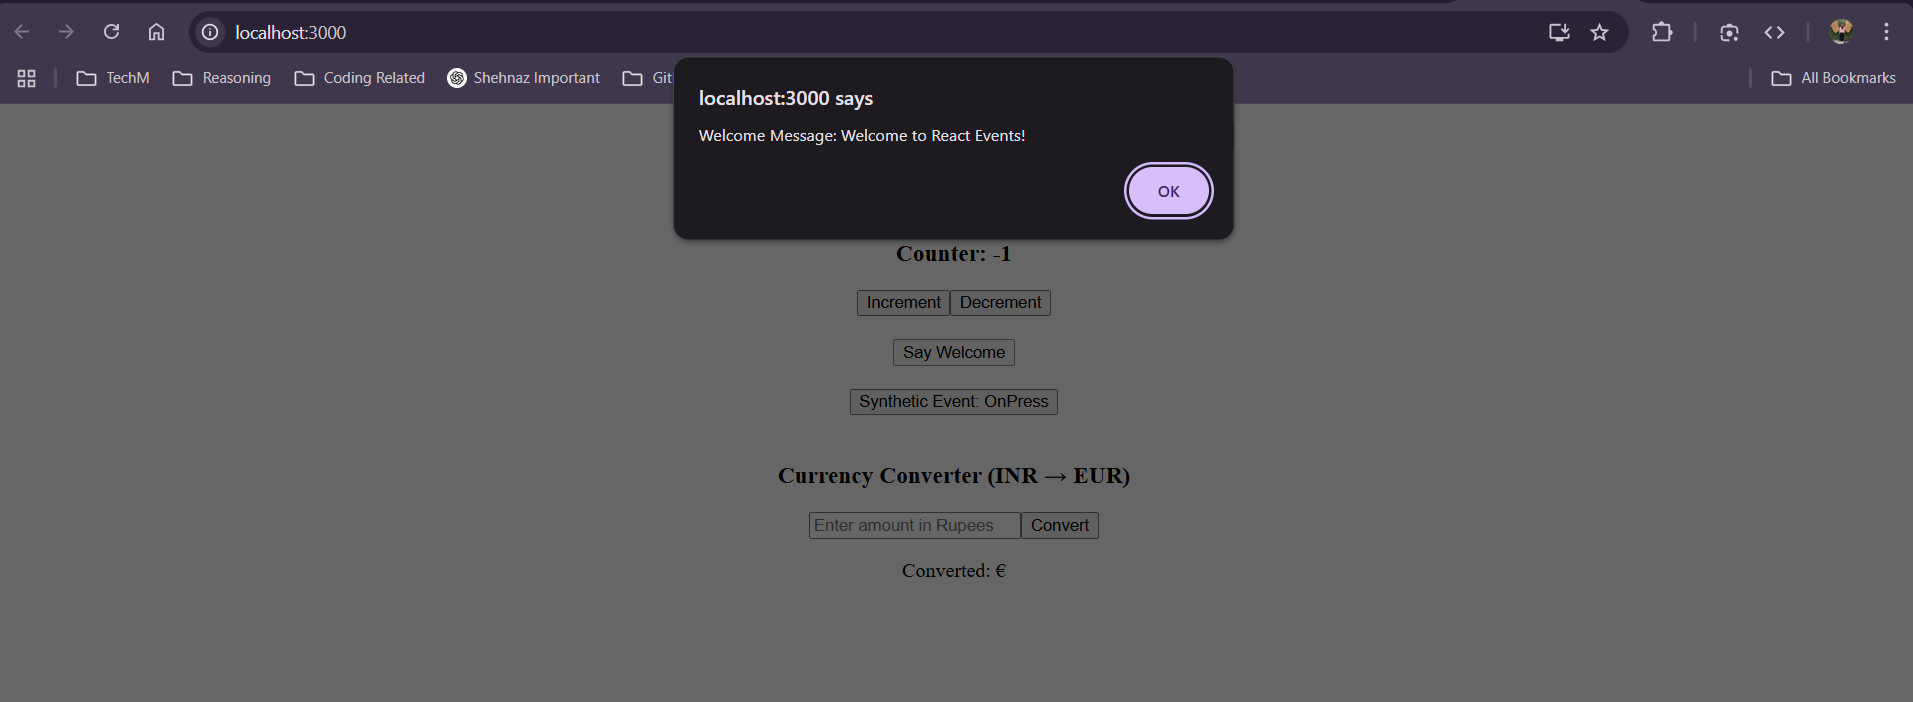 localhost:3000
TechM Reasoning Coding Related Shehnaz Important All Bookmarks
localhost:3000 says
Welcome Message: Welcome to React Events!
OK
Counter: -1
Increment Decrement
Say Welcome
Synthetic Event: OnPress
Currency Converter (INR → EUR)
Enter amount in Rupees Convert
Converted: €